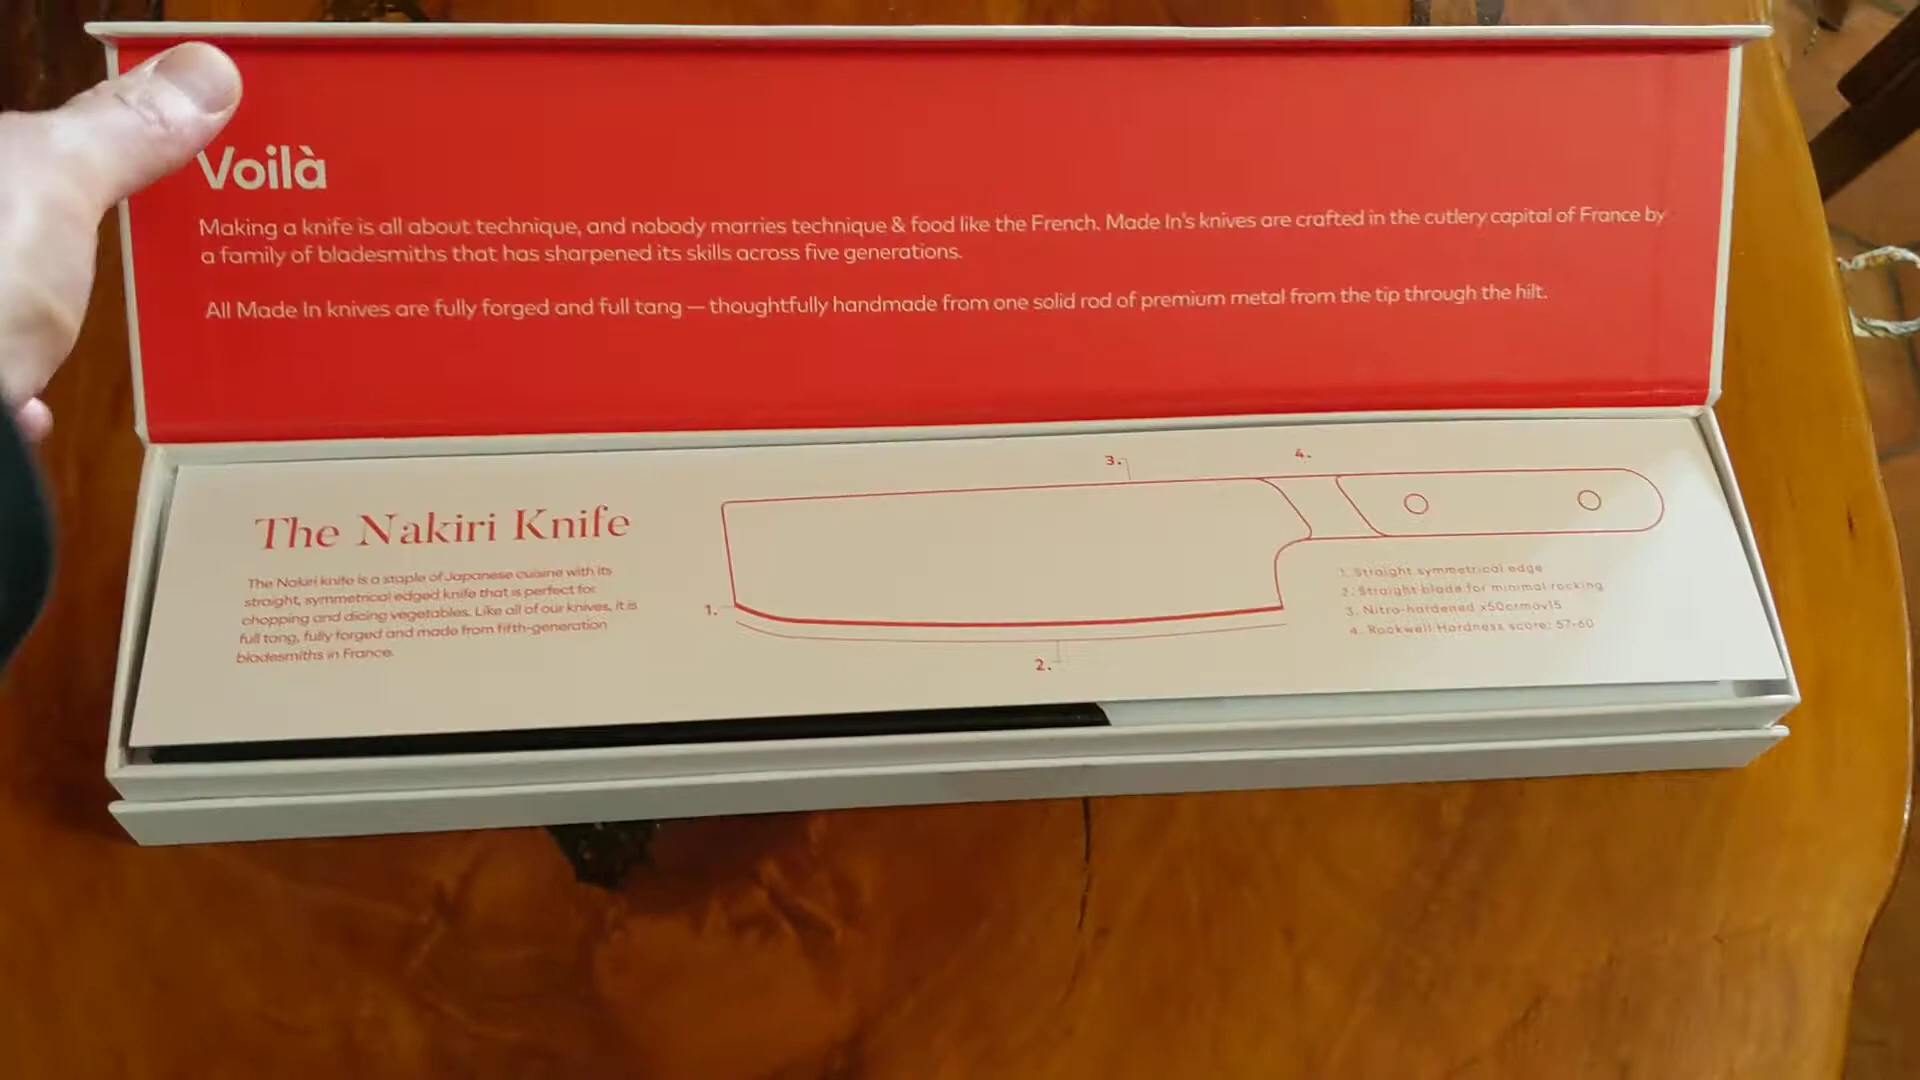 Voilà
Making a knife is all about technique, and nobody marries technique & food like the French. Made In's knives are crafted in the cutlery capital of France by
a family of bladesmiths that has sharpened its skills across five generations.
All Made In knives are fully forged and full tang — thoughtfully handmade from one solid rod of premium metal from the tip through the hilt.
The Nakiri Knife
The Nakiri knife is a staple of Japanese cuisine with its
straight, symmetrical edged knife that is perfect for
chopping and dicing vegetables. Like all of our knives, it is
full tang, fully forged and made from fifth-generation
bladesmiths in France.
3.
4.
1.
2.
1. Straight symmetrical edge
2. Straight blade for minimal rocking
3. Nitro-hardened x50crmov15
4. Rockwell Hardness score: 57-60